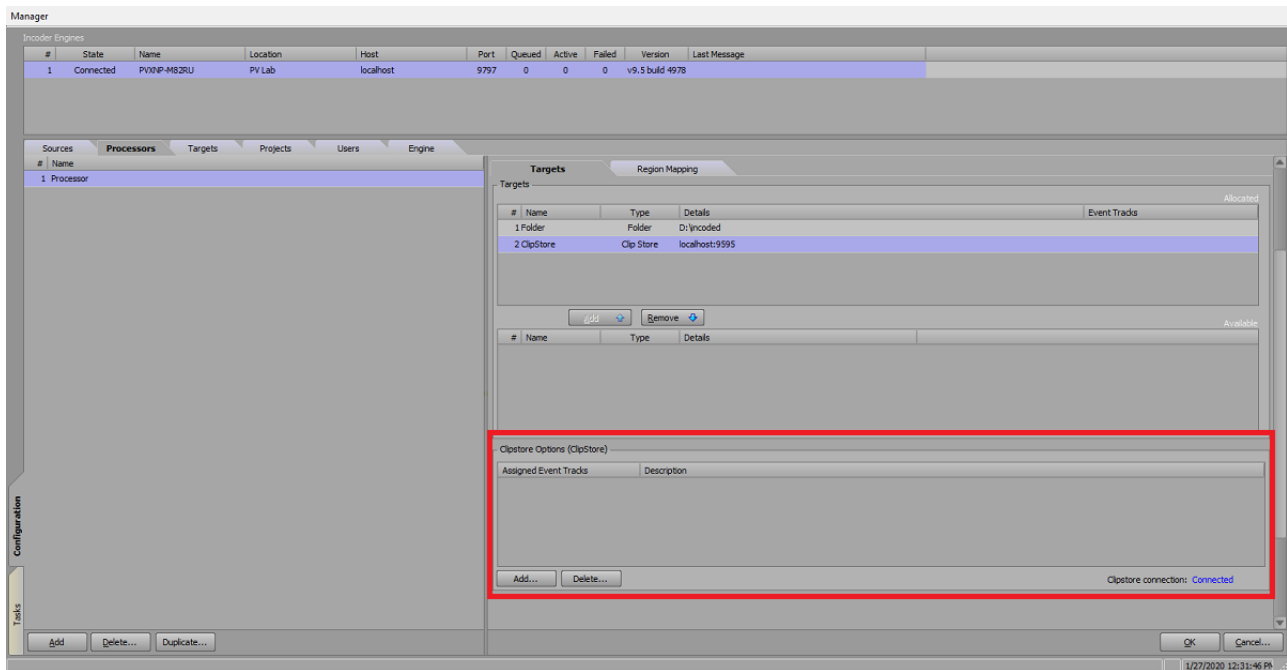 Manager
Incoder Engines
# State Name Location Host Port Queued Active Failed Version Last Message
1 Connected PVXNP-M82RU PV Lab localhost 9797 0 0 0 v9.5 build 4978
Sources Processors Targets Projects Users Engine
# Name
1 Processor
Targets Region Mapping
Targets
Allocated
# Name Type Details Event Tracks
1 Folder Folder D:\Incoded
2 ClipStore Clip Store localhost:9595
Add Remove
Available
# Name Type Details
Clipstore Options (ClipStore)
Assigned Event Tracks Description
Add... Delete... Clipstore connection: Connected
Configuration
Tasks
Add Delete... Duplicate... OK Cancel...
1/27/2020 12:31:46 PM